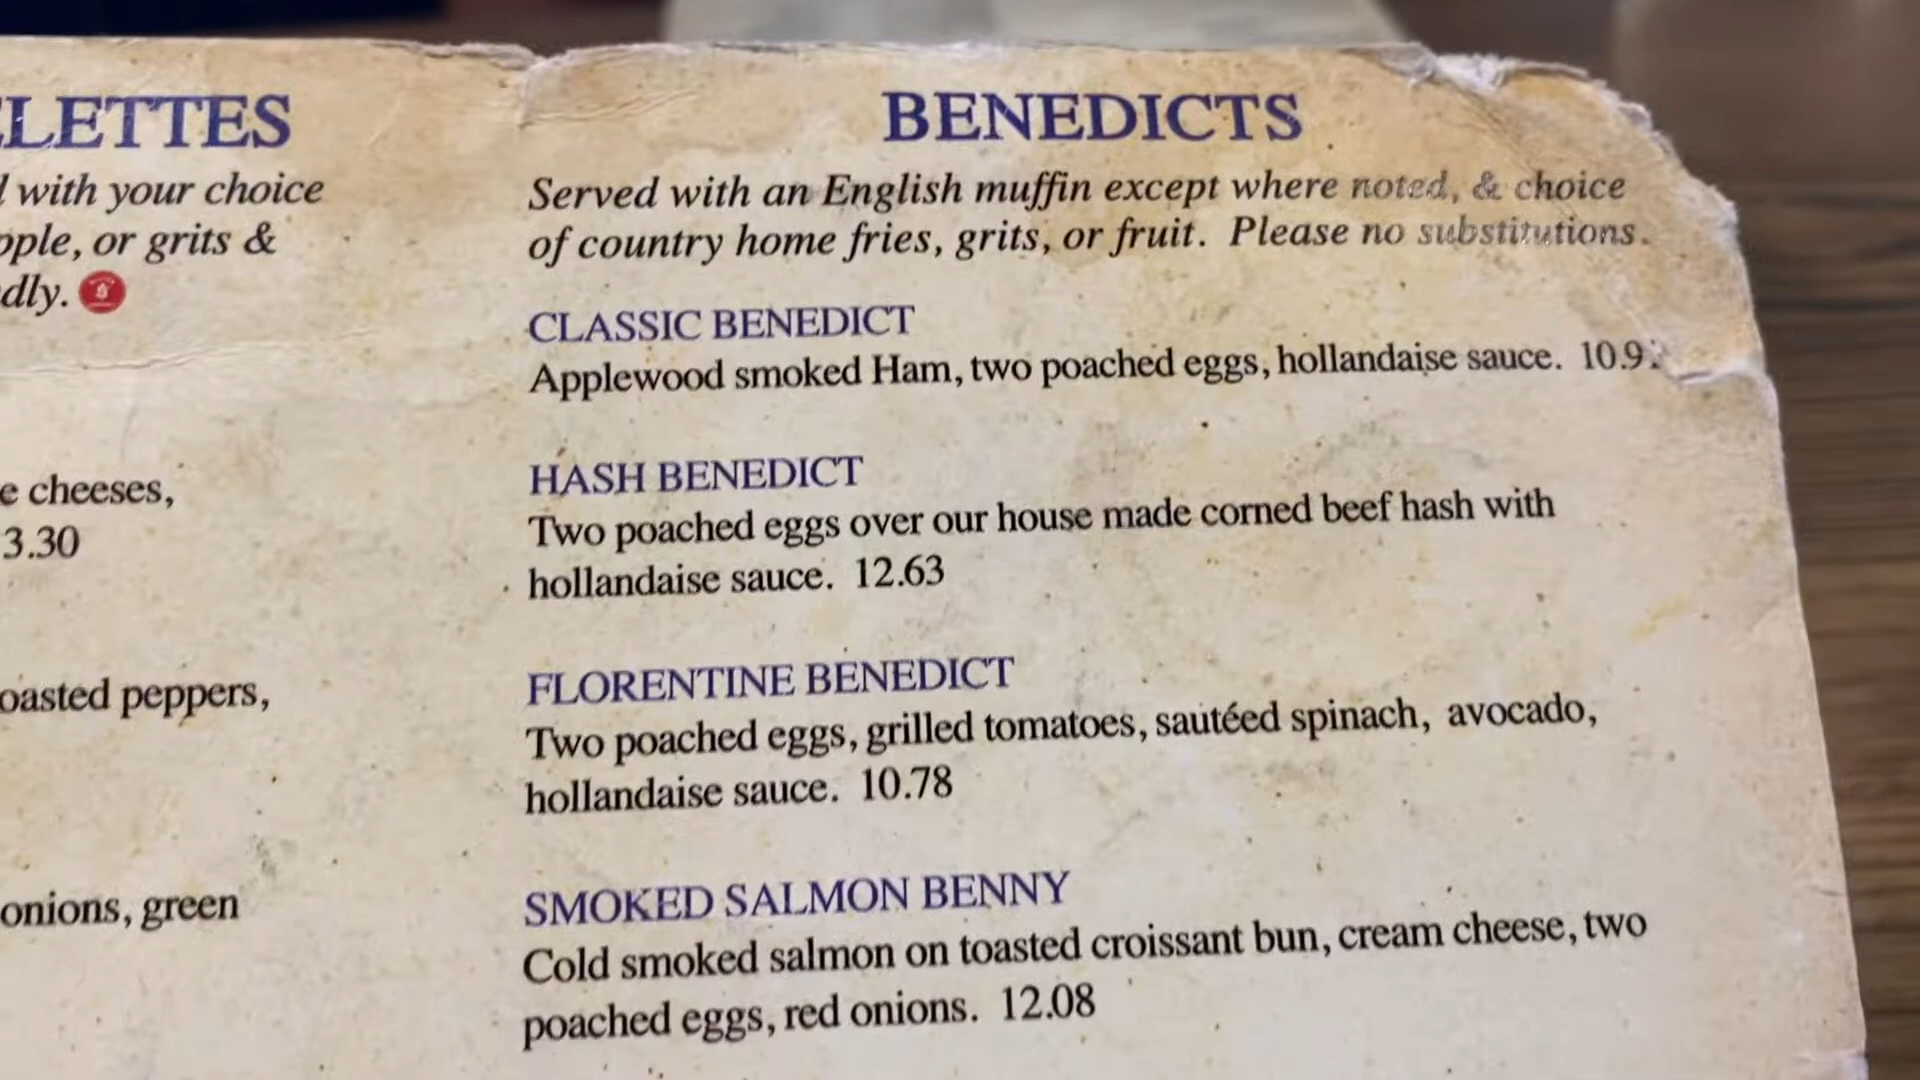 LETTES
with your choice
or grits &
cheeses,
3.30
peppers,
onions, green
BENEDICTS
Served with an English muffin except where noted, & choice
of country home fries, grits, or fruit. Please no substitutions.
CLASSIC BENEDICT
Applewood smoked Ham, two poached eggs, hollandaise sauce.
HASH BENEDICT
Two poached eggs over our house made corned beef hash with
hollandaise sauce. 12.63
FLORENTINE BENEDICT
Two poached eggs, grilled tomatoes, sautéed spinach, avocado,
hollandaise sauce. 10.78
SMOKED SALMON BENNY
Cold smoked salmon on toasted croissant bun, cream cheese, two
poached eggs, red onions. 12.08